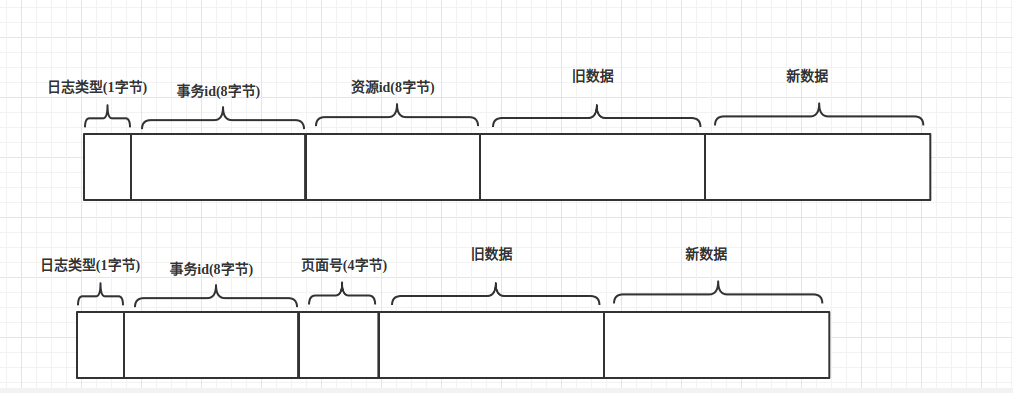 日志类型(1字节)
事务id(8字节)
资源id(8字节)
旧数据
新数据
日志类型(1字节)
事务id(8字节)
页面号(4字节)
旧数据
新数据